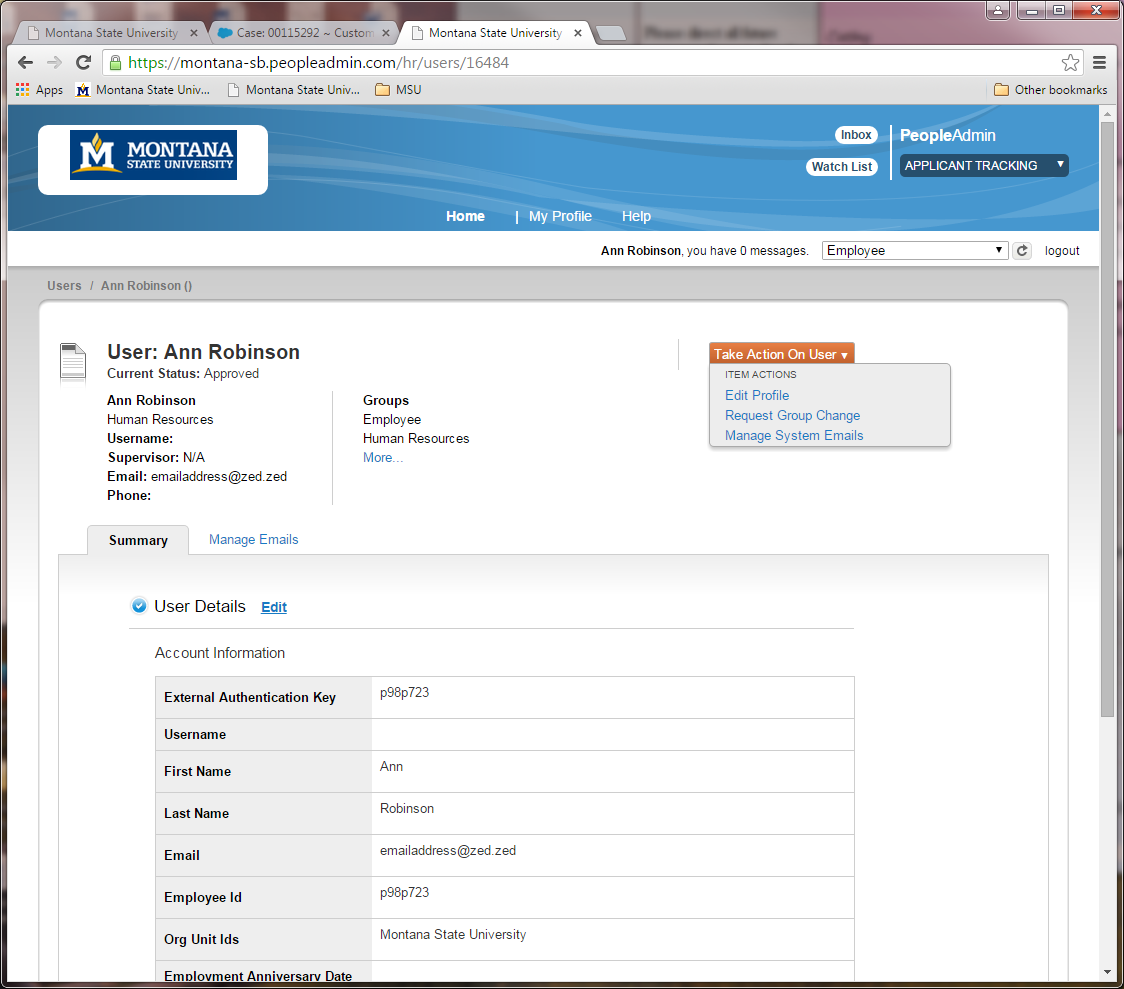 Please direct all future
Montana State University
Case: 00115292 ~ Custom
Montana State University
https://montana-sb.peopleadmin.com/hr/users/16484
Apps
Montana State Univ...
Montana State Univ...
MSU
Other bookmarks
MONTANA
STATE UNIVERSITY
Inbox
PeopleAdmin
Watch List
APPLICANT TRACKING
Home | My Profile Help
Ann Robinson, you have 0 messages. Employee logout
Users / Ann Robinson ()
User: Ann Robinson
Current Status: Approved
Ann Robinson
Human Resources
Username:
Supervisor: N/A
Email: emailaddress@zed.zed
Phone:
Groups
Employee
Human Resources
More...
Take Action On User
ITEM ACTIONS
Edit Profile
Request Group Change
Manage System Emails
Summary
Manage Emails
User Details Edit
Account Information
External Authentication Key p98p723
Username
First Name Ann
Last Name Robinson
Email emailaddress@zed.zed
Employee Id p98p723
Org Unit Ids Montana State University
Employment Anniversary Date